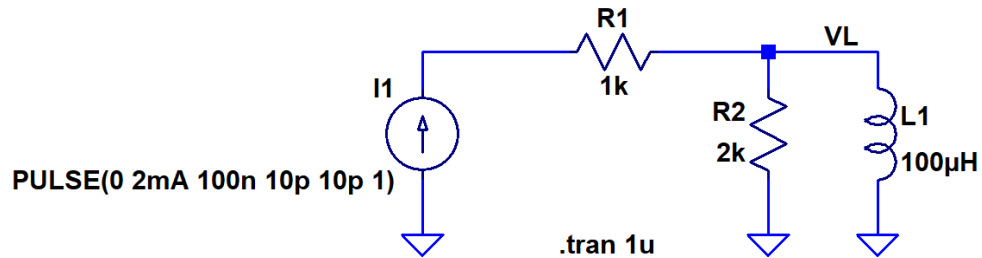 R1
1k
VL
I1
R2
2k
L1
100µH
PULSE(0 2mA 100n 10p 10p 1)
.tran 1u